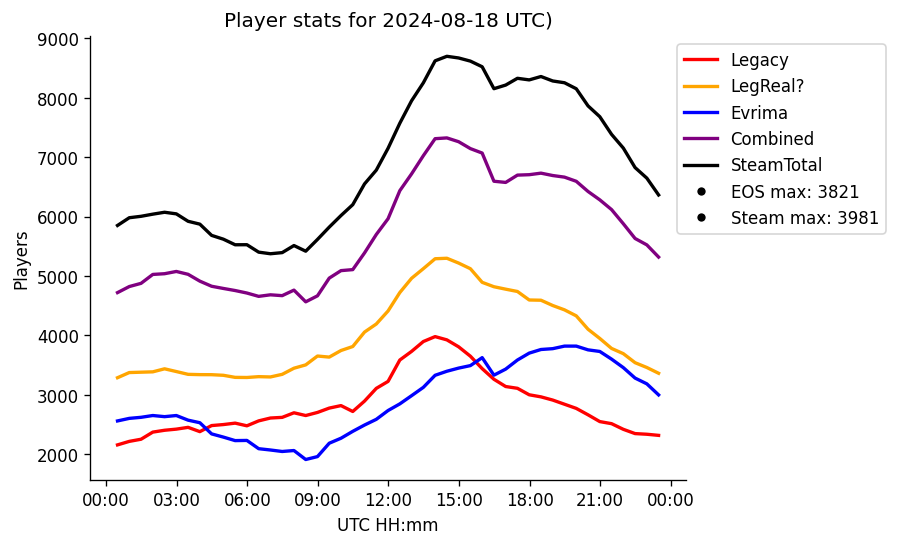 Player stats for 2024-08-18 UTC)
9000
8000
7000
6000
5000
4000
3000
2000
Players
00:00 03:00 06:00 09:00 12:00 15:00 18:00 21:00 00:00
UTC HH:mm
Legacy
LegReal?
Evrima
Combined
SteamTotal
EOS max: 3821
Steam max: 3981